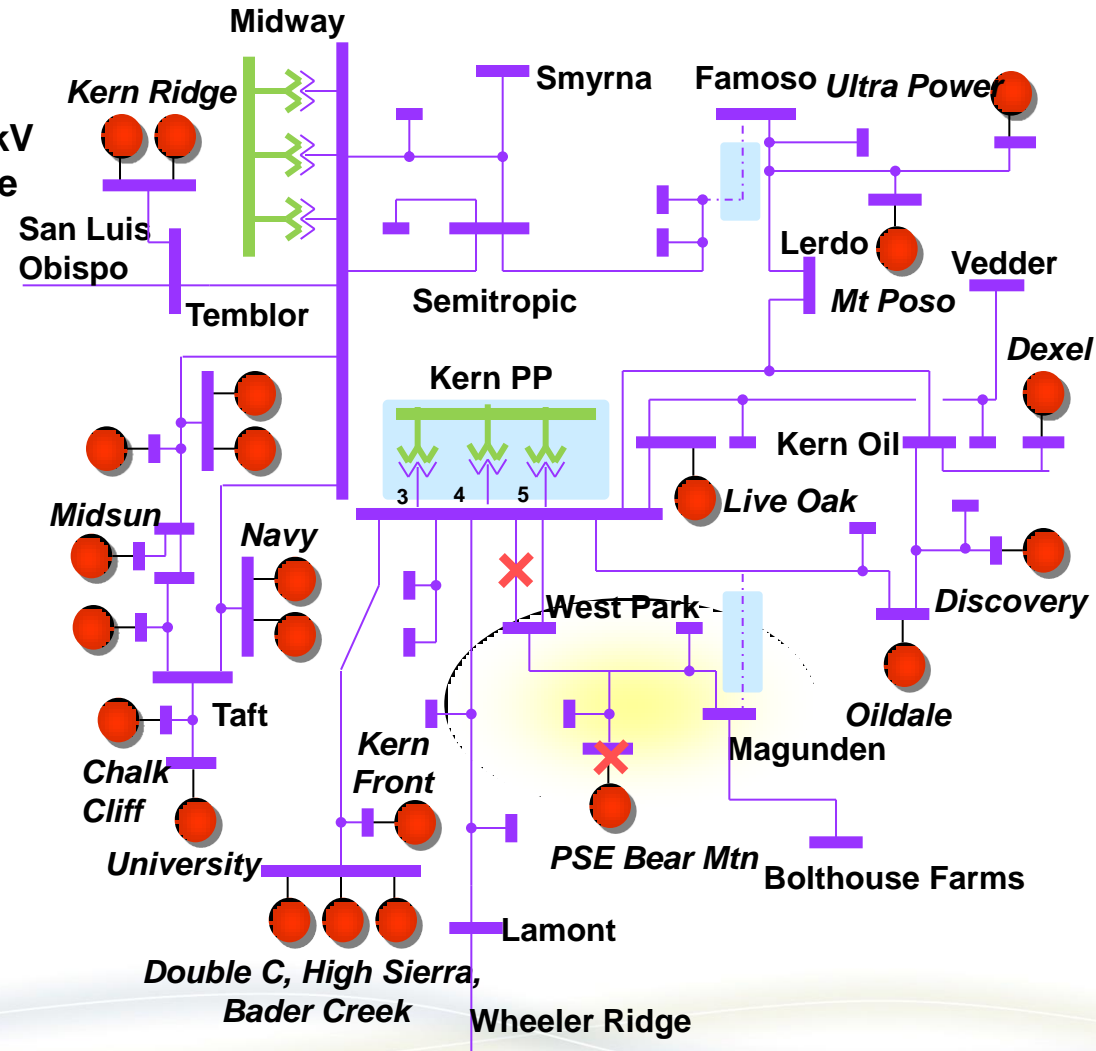 Midway
Smyrna
Famoso
Ultra Power
Kern Ridge
kV
e
San Luis
Obispo
Lerdo
Vedder
Temblor
Semitropic
Mt Poso
Dexel
Kern PP
Kern Oil
3
4
5
Live Oak
Midsun
Navy
West Park
Discovery
Taft
Oildale
Kern
Front
Magunden
Chalk
Cliff
University
PSE Bear Mtn
Bolthouse Farms
Lamont
Double C, High Sierra,
Bader Creek
Wheeler Ridge